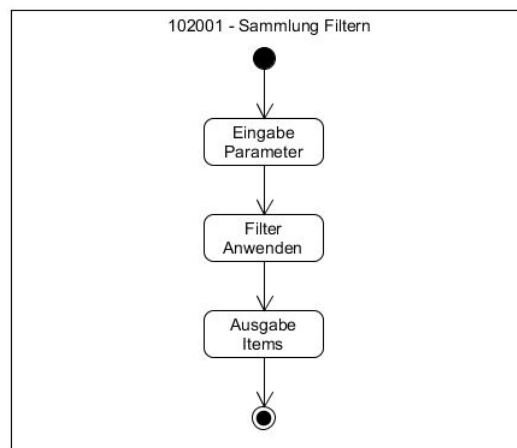 102001 - Sammlung Filtern
Eingabe
Parameter
Filter
Anwenden
Ausgabe
Items